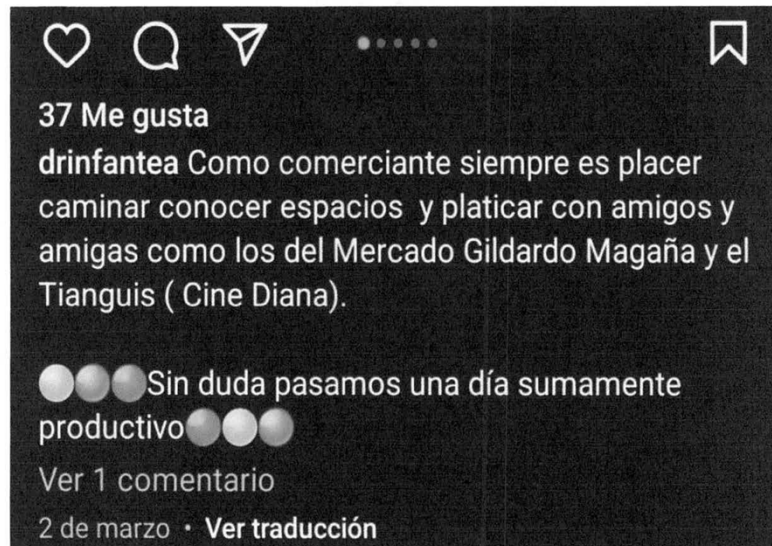 37 Me gusta
drinfantea Como comerciante siempre es placer
caminar conocer espacios y platicar con amigos y
amigas como los del Mercado Gildardo Magaña y el
Tianguis ( Cine Diana).
Sin duda pasamos una día sumamente
productivo
Ver 1 comentario
2 de marzo • Ver traducción